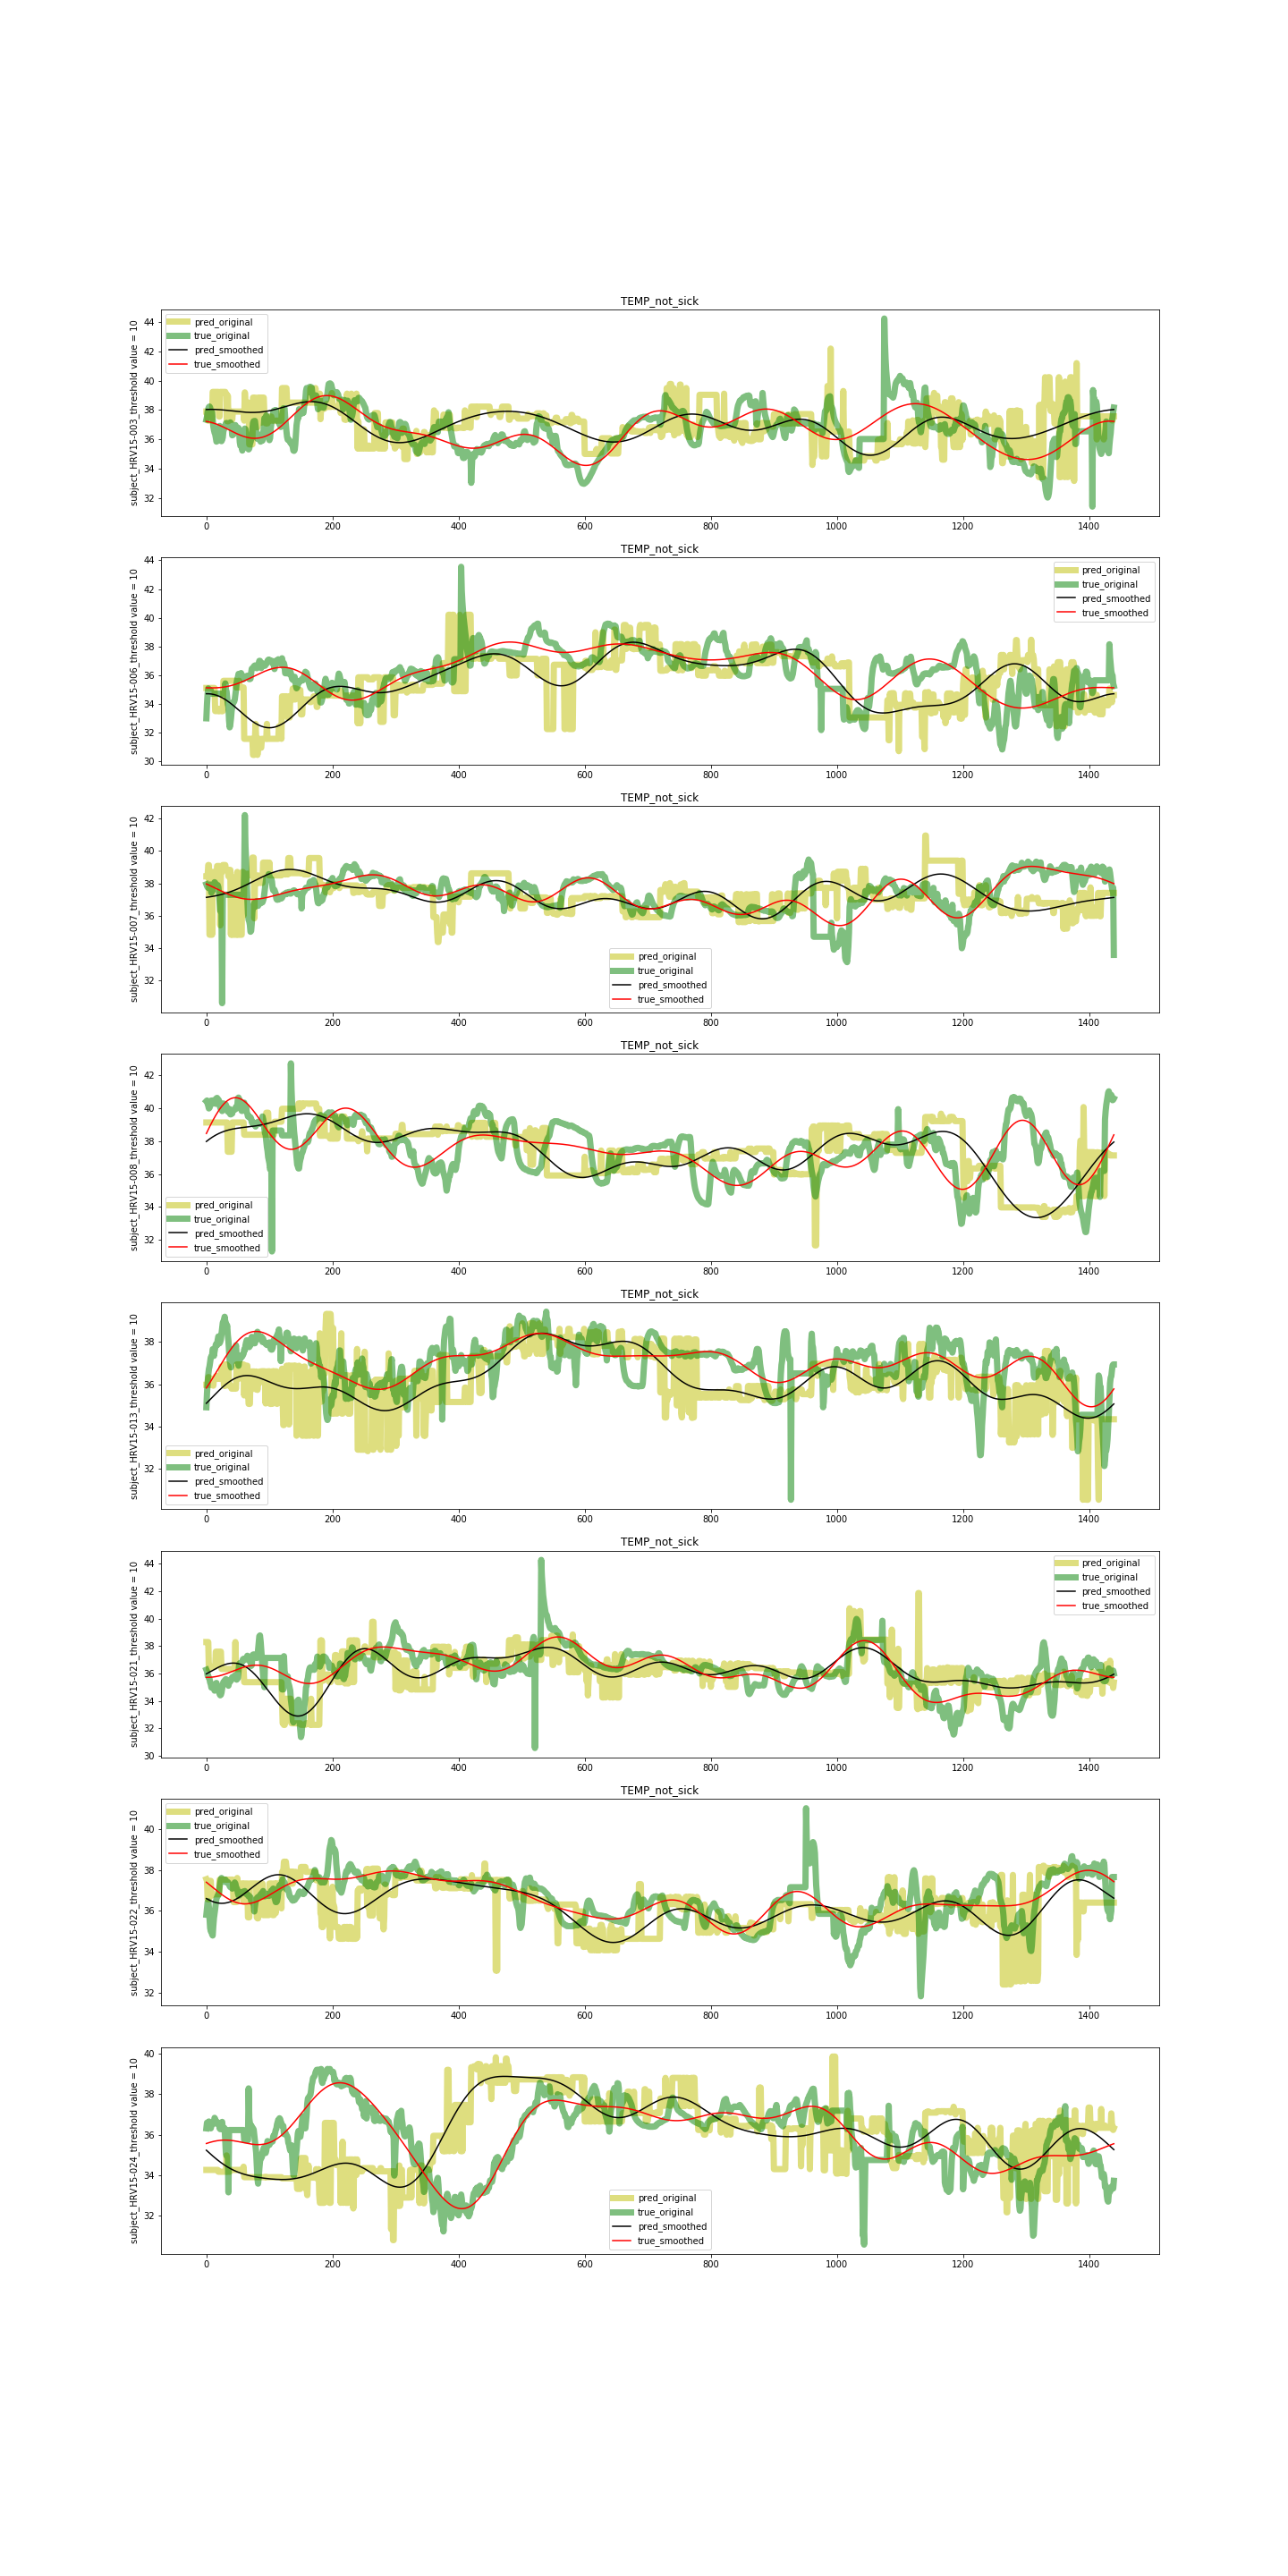 TEMP_not_sick
subject_HRV15-003_threshold value = 10
44
42
40
38
36
34
32
pred_original
true_original
pred_smoothed
true_smoothed
0 200 400 600 800 1000 1200 1400
TEMP_not_sick
subject_HRV15-006_threshold value = 10
44
42
40
38
36
34
32
30
pred_original
true_original
pred_smoothed
true_smoothed
0 200 400 600 800 1000 1200 1400
TEMP_not_sick
subject_HRV15-007_threshold value = 10
42
40
38
36
34
32
pred_original
true_original
pred_smoothed
true_smoothed
0 200 400 600 800 1000 1200 1400
TEMP_not_sick
subject_HRV15-008_threshold value = 10
42
40
38
36
34
32
pred_original
true_original
pred_smoothed
true_smoothed
0 200 400 600 800 1000 1200 1400
TEMP_not_sick
subject_HRV15-013_threshold value = 10
38
36
34
32
pred_original
true_original
pred_smoothed
true_smoothed
0 200 400 600 800 1000 1200 1400
TEMP_not_sick
subject_HRV15-021_threshold value = 10
44
42
40
38
36
34
32
30
pred_original
true_original
pred_smoothed
true_smoothed
0 200 400 600 800 1000 1200 1400
TEMP_not_sick
subject_HRV15-022_threshold value = 10
40
38
36
34
32
pred_original
true_original
pred_smoothed
true_smoothed
0 200 400 600 800 1000 1200 1400
subject_HRV15-024_threshold value = 10
40
38
36
34
32
pred_original
true_original
pred_smoothed
true_smoothed
0 200 400 600 800 1000 1200 1400